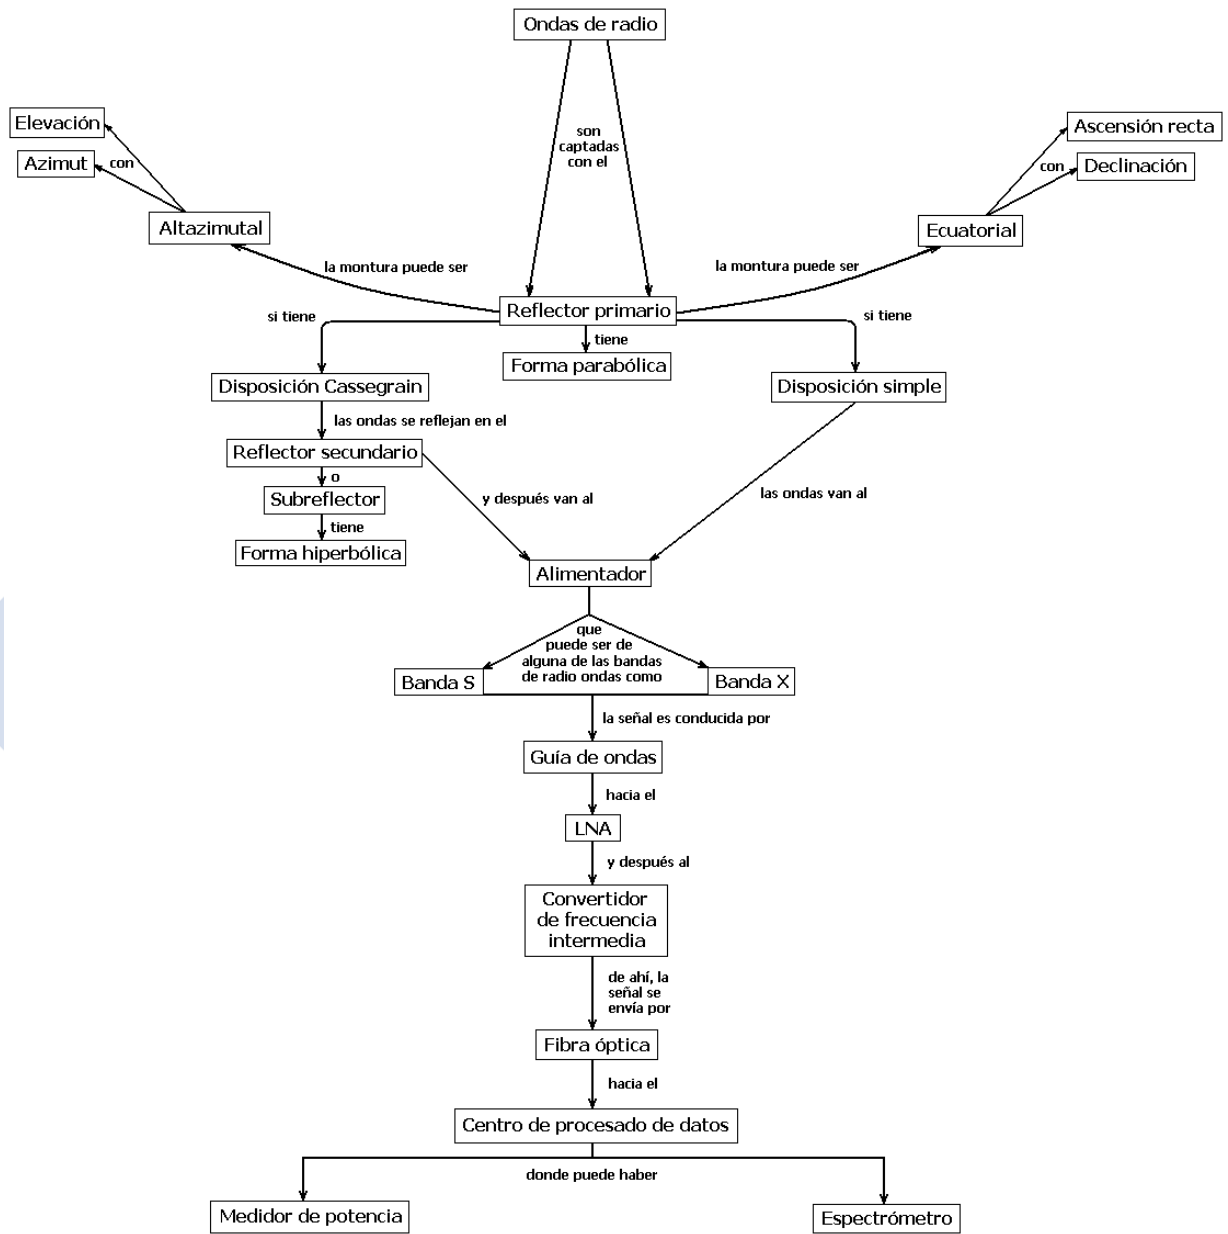 Ondas de radio
son
captadas
con el
Elevación
Azimut
con
Altazimutal
Ascensión recta
con
Declinación
Ecuatorial
la montura puede ser
la montura puede ser
Reflector primario
si tiene
tiene
si tiene
Forma parabólica
Disposición Cassegrain
Disposición simple
las ondas se reflejan en el
Reflector secundario
o
Subreflector
tiene
Forma hiperbólica
y después van al
las ondas van al
Alimentador
que
puede ser de
alguna de las bandas
de radio ondas como
Banda S
Banda X
la señal es conducida por
Guía de ondas
hacia el
LNA
y después al
Convertidor
de frecuencia
intermedia
de ahí, la
señal se
envía por
Fibra óptica
hacia el
Centro de procesado de datos
donde puede haber
Medidor de potencia
Espectrómetro